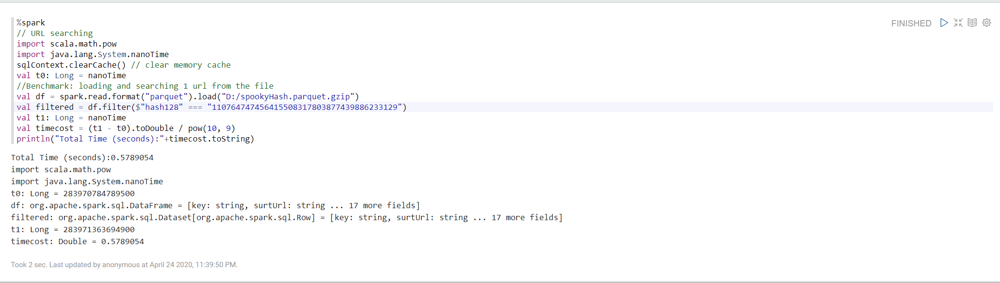 %spark
FINISHED
// URL searching
import scala.math.pow
import java.lang.System.nanoTime
sqlContext.clearCache() // clear memory cache
val t0: Long = nanoTime
//Benchmark: loading and searching 1 url from the file
val df = spark.read.format("parquet").load("D:/spookyHash.parquet.gzip")
val filtered = df.filter($"hash128" === "110764747456415508317803877439886233129")
val t1: Long = nanoTime
val timecost = (t1 - t0).toDouble / pow(10, 9)
println("Total Time (seconds):"+timecost.toString)
Total Time (seconds):0.5789054
import scala.math.pow
import java.lang.System.nanoTime
t0: Long = 283970784789500
df: org.apache.spark.sql.DataFrame = [key: string, surtUrl: string ... 17 more fields]
filtered: org.apache.spark.sql.Dataset[org.apache.spark.sql.Row] = [key: string, surtUrl: string ... 17 more fields]
t1: Long = 283971363694900
timecost: Double = 0.5789054
Took 2 sec. Last updated by anonymous at April 24 2020, 11:39:50 PM.